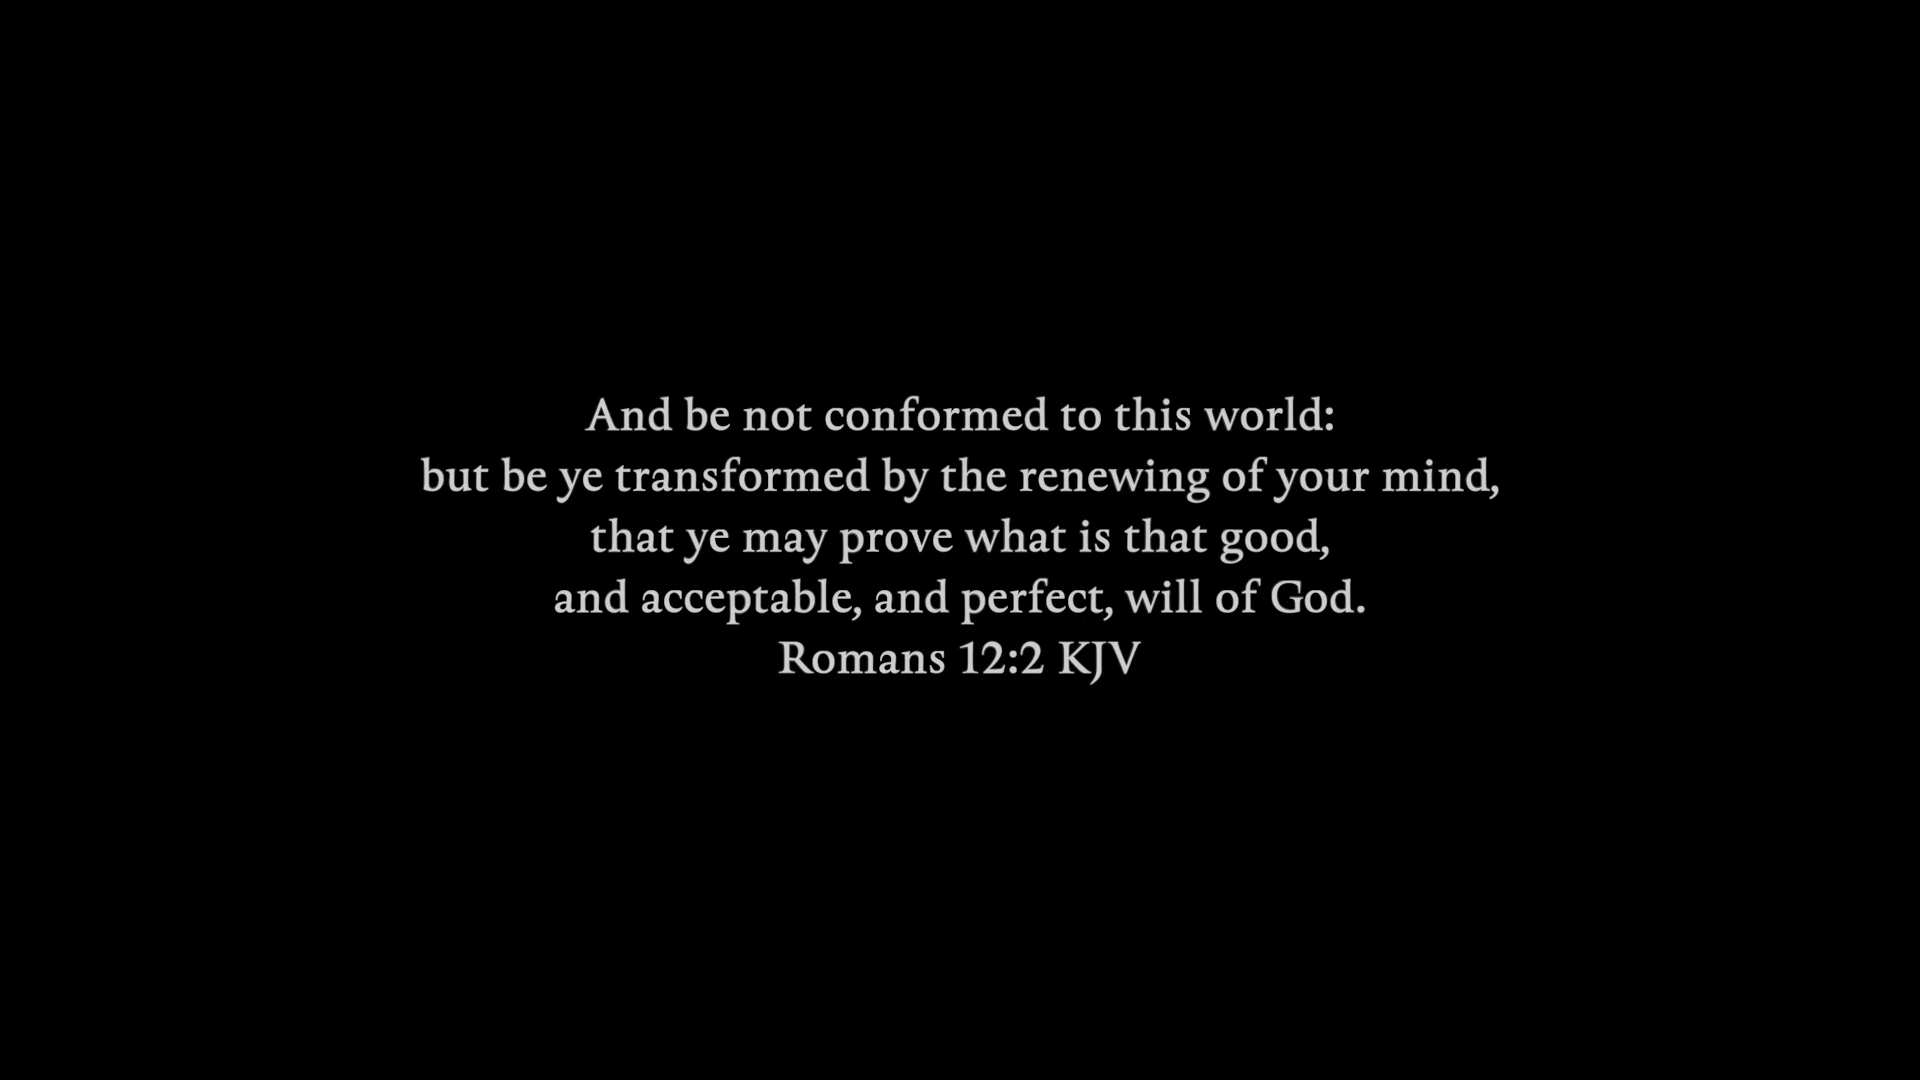 And be not conformed to this world:
but be ye transformed by the renewing of your mind,
that ye may prove what is that good,
and acceptable, and perfect, will of God.
Romans 12:2 KJV